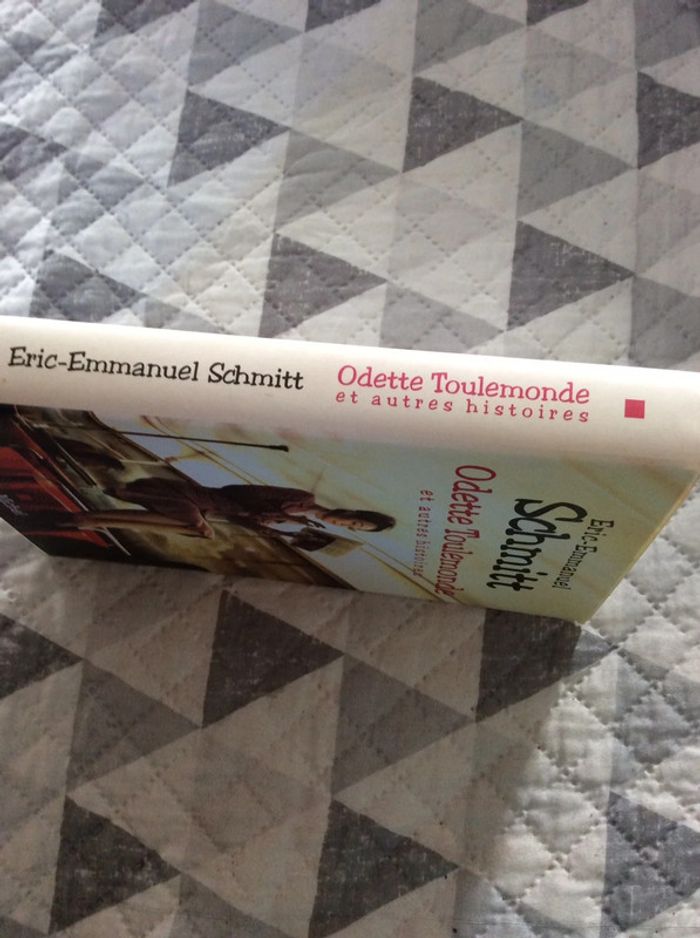 Eric-Emmanuel Schmitt
Odette Toulemonde
et autres histoires
Eric-Emmanuel
Schmitt
Odette Toulemonde
et autres histoires